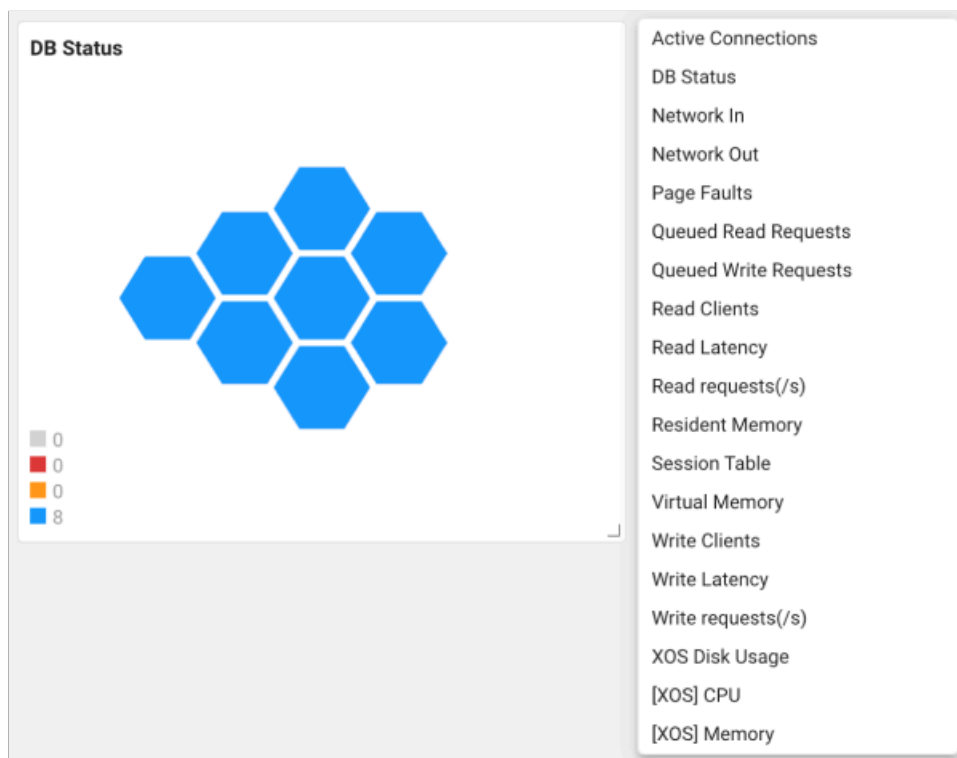 DB Status
0
0
0
8
Active Connections
DB Status
Network In
Network Out
Page Faults
Queued Read Requests
Queued Write Requests
Read Clients
Read Latency
Read requests(/s)
Resident Memory
Session Table
Virtual Memory
Write Clients
Write Latency
Write requests(/s)
XOS Disk Usage
[XOS] CPU
[XOS] Memory